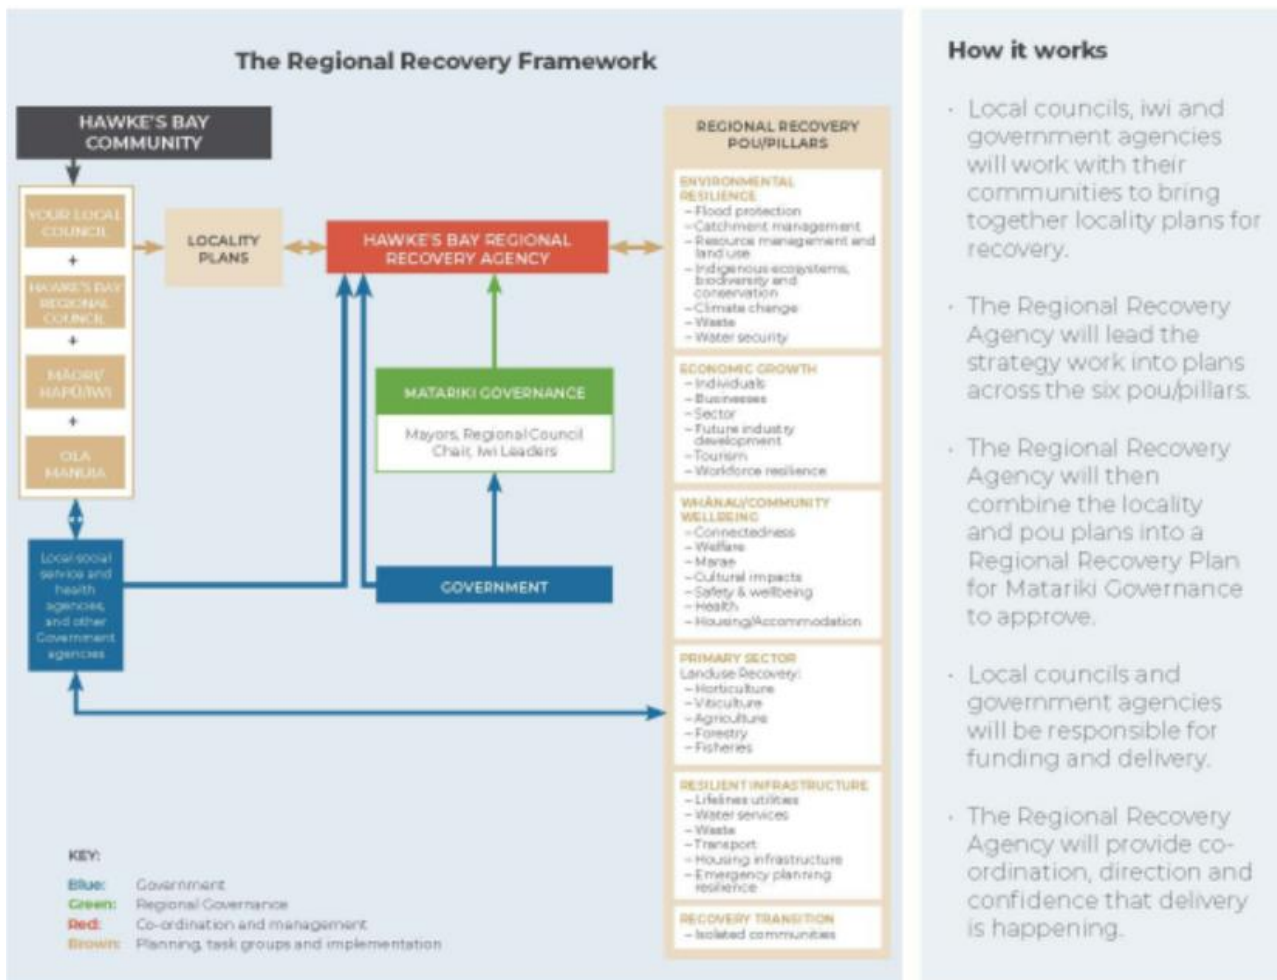 The Regional Recovery Framework
HAWKE'S BAY
COMMUNITY
YOUR LOCAL
COUNCIL
+
HAWKE'S BAY
REGIONAL
COUNCIL
+
MĀORI/
HAPŪ/IWI
+
OLA
MANUIA
Local social
service and
health
agencies,
and other
Government
agencies
LOCALITY
PLANS
HAWKE'S BAY REGIONAL
RECOVERY AGENCY
MATARIKI GOVERNANCE
Mayors, Regional Council
Chair, Iwi Leaders
GOVERNMENT
REGIONAL RECOVERY
POU/PILLARS
ENVIRONMENTAL
RESILIENCE
– Flood protection
– Catchment management
– Resource management and
land use
– Indigenous ecosystems,
biodiversity and
conservation
– Climate change
– Waste
– Water security
ECONOMIC GROWTH
– Individuals
– Businesses
– Sector
– Future industry
development
– Tourism
– Workforce resilience
WHĀNAU/COMMUNITY
WELLBEING
– Connectedness
– Welfare
– Marae
– Cultural impacts
– Safety & wellbeing
– Health
– Housing/Accommodation
PRIMARY SECTOR
Landuse Recovery:
– Horticulture
– Viticulture
– Agriculture
– Forestry
– Fisheries
RESILIENT INFRASTRUCTURE
– Lifelines utilities
– Water services
– Waste
– Transport
– Housing infrastructure
– Emergency planning
resilience
RECOVERY TRANSITION
– Isolated communities
KEY:
Blue: Government
Green: Regional Governance
Red: Co-ordination and management
Brown: Planning, task groups and implementation
How it works
· Local councils, iwi and
government agencies
will work with their
communities to bring
together locality plans for
recovery.
· The Regional Recovery
Agency will lead the
strategy work into plans
across the six pou/pillars.
· The Regional Recovery
Agency will then
combine the locality
and pou plans into a
Regional Recovery Plan
for Matariki Governance
to approve.
· Local councils and
government agencies
will be responsible for
funding and delivery.
· The Regional Recovery
Agency will provide co-
ordination, direction and
confidence that delivery
is happening.